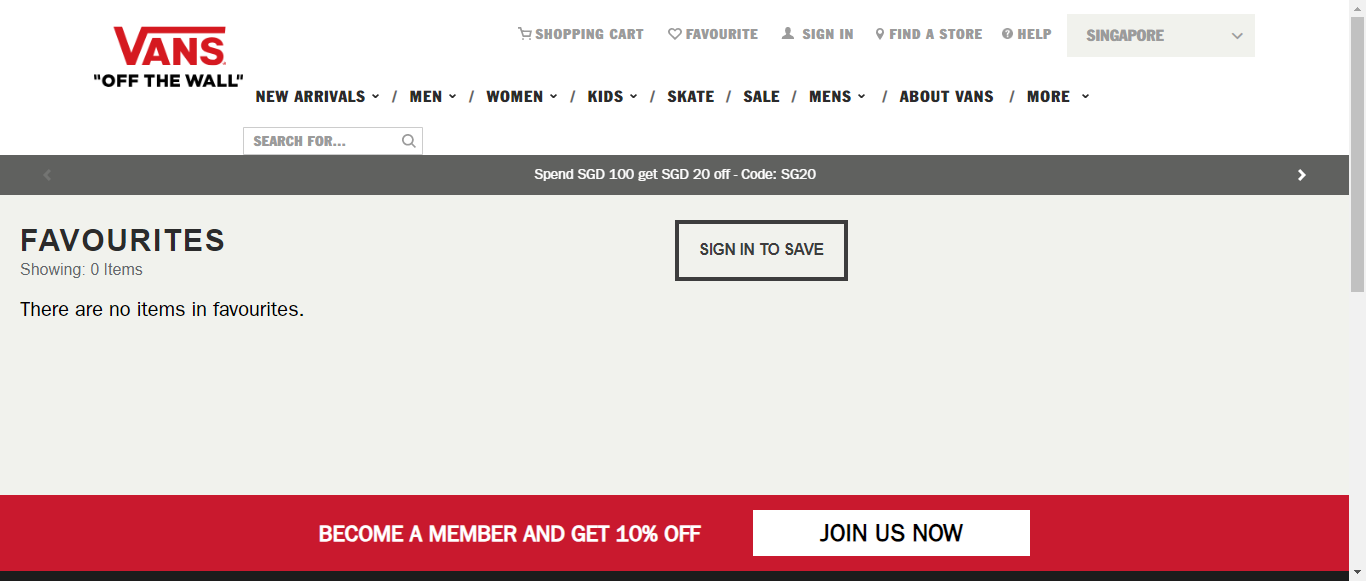 VANS
"OFF THE WALL"
SHOPPING CART FAVOURITE SIGN IN FIND A STORE HELP SINGAPORE
NEW ARRIVALS / MEN / WOMEN / KIDS / SKATE / SALE / MENS / ABOUT VANS / MORE
SEARCH FOR...
Spend SGD 100 get SGD 20 off - Code: SG20
FAVOURITES
SIGN IN TO SAVE
Showing: 0 Items
There are no items in favourites.
BECOME A MEMBER AND GET 10% OFF JOIN US NOW